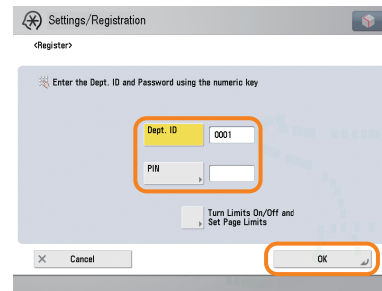 Settings/Registration
<Register>
Enter the Dept. ID and Password using the numeric key
Dept. ID
0001
PIN
Turn Limits On/Off and
Set Page Limits
× Cancel
OK